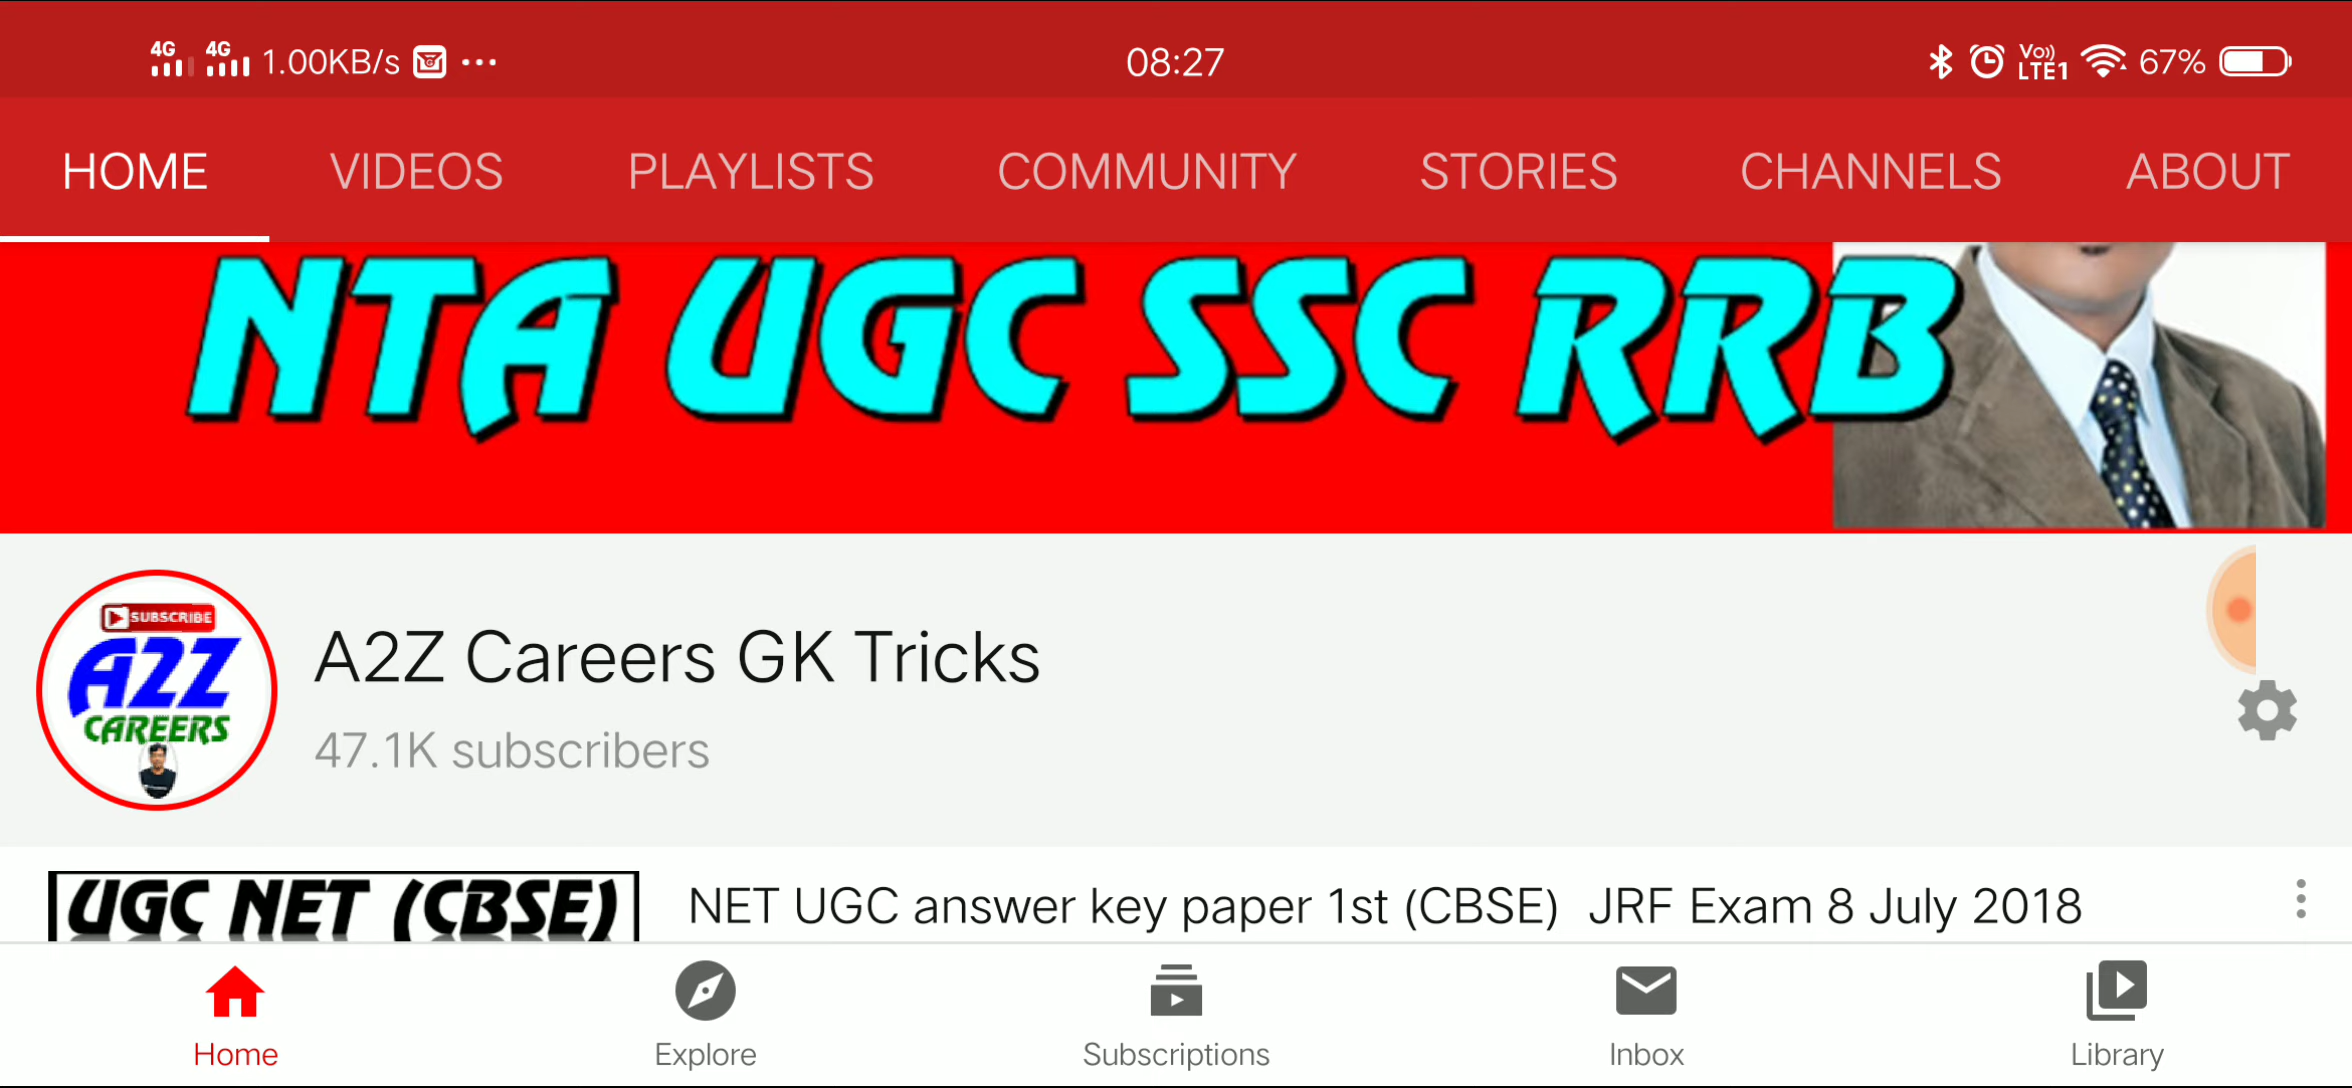 4G 4G 1.00KB/s 08:27 Vo)) LTE1 67%
HOME VIDEOS PLAYLISTS COMMUNITY STORIES CHANNELS ABOUT
NTA UGC SSC RRB
SUBSCRIBE
A2Z
CAREERS
A2Z Careers GK Tricks
47.1K subscribers
UGC NET (CBSE)
NET UGC answer key paper 1st (CBSE) JRF Exam 8 July 2018
Home Explore Subscriptions Inbox Library